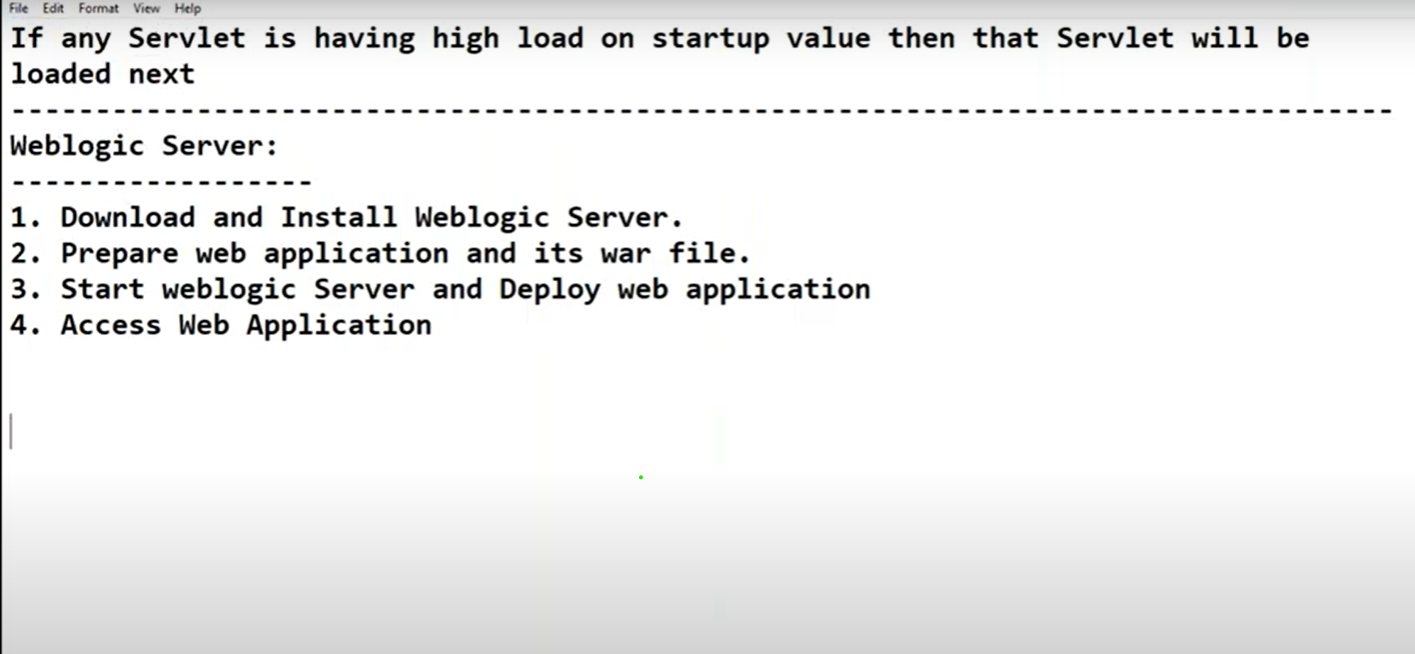 File Edit Format View Help
If any Servlet is having high load on startup value then that Servlet will be
loaded next
----------------------------------------------------------------------------------
Weblogic Server:
------------------
1. Download and Install Weblogic Server.
2. Prepare web application and its war file.
3. Start weblogic Server and Deploy web application
4. Access Web Application